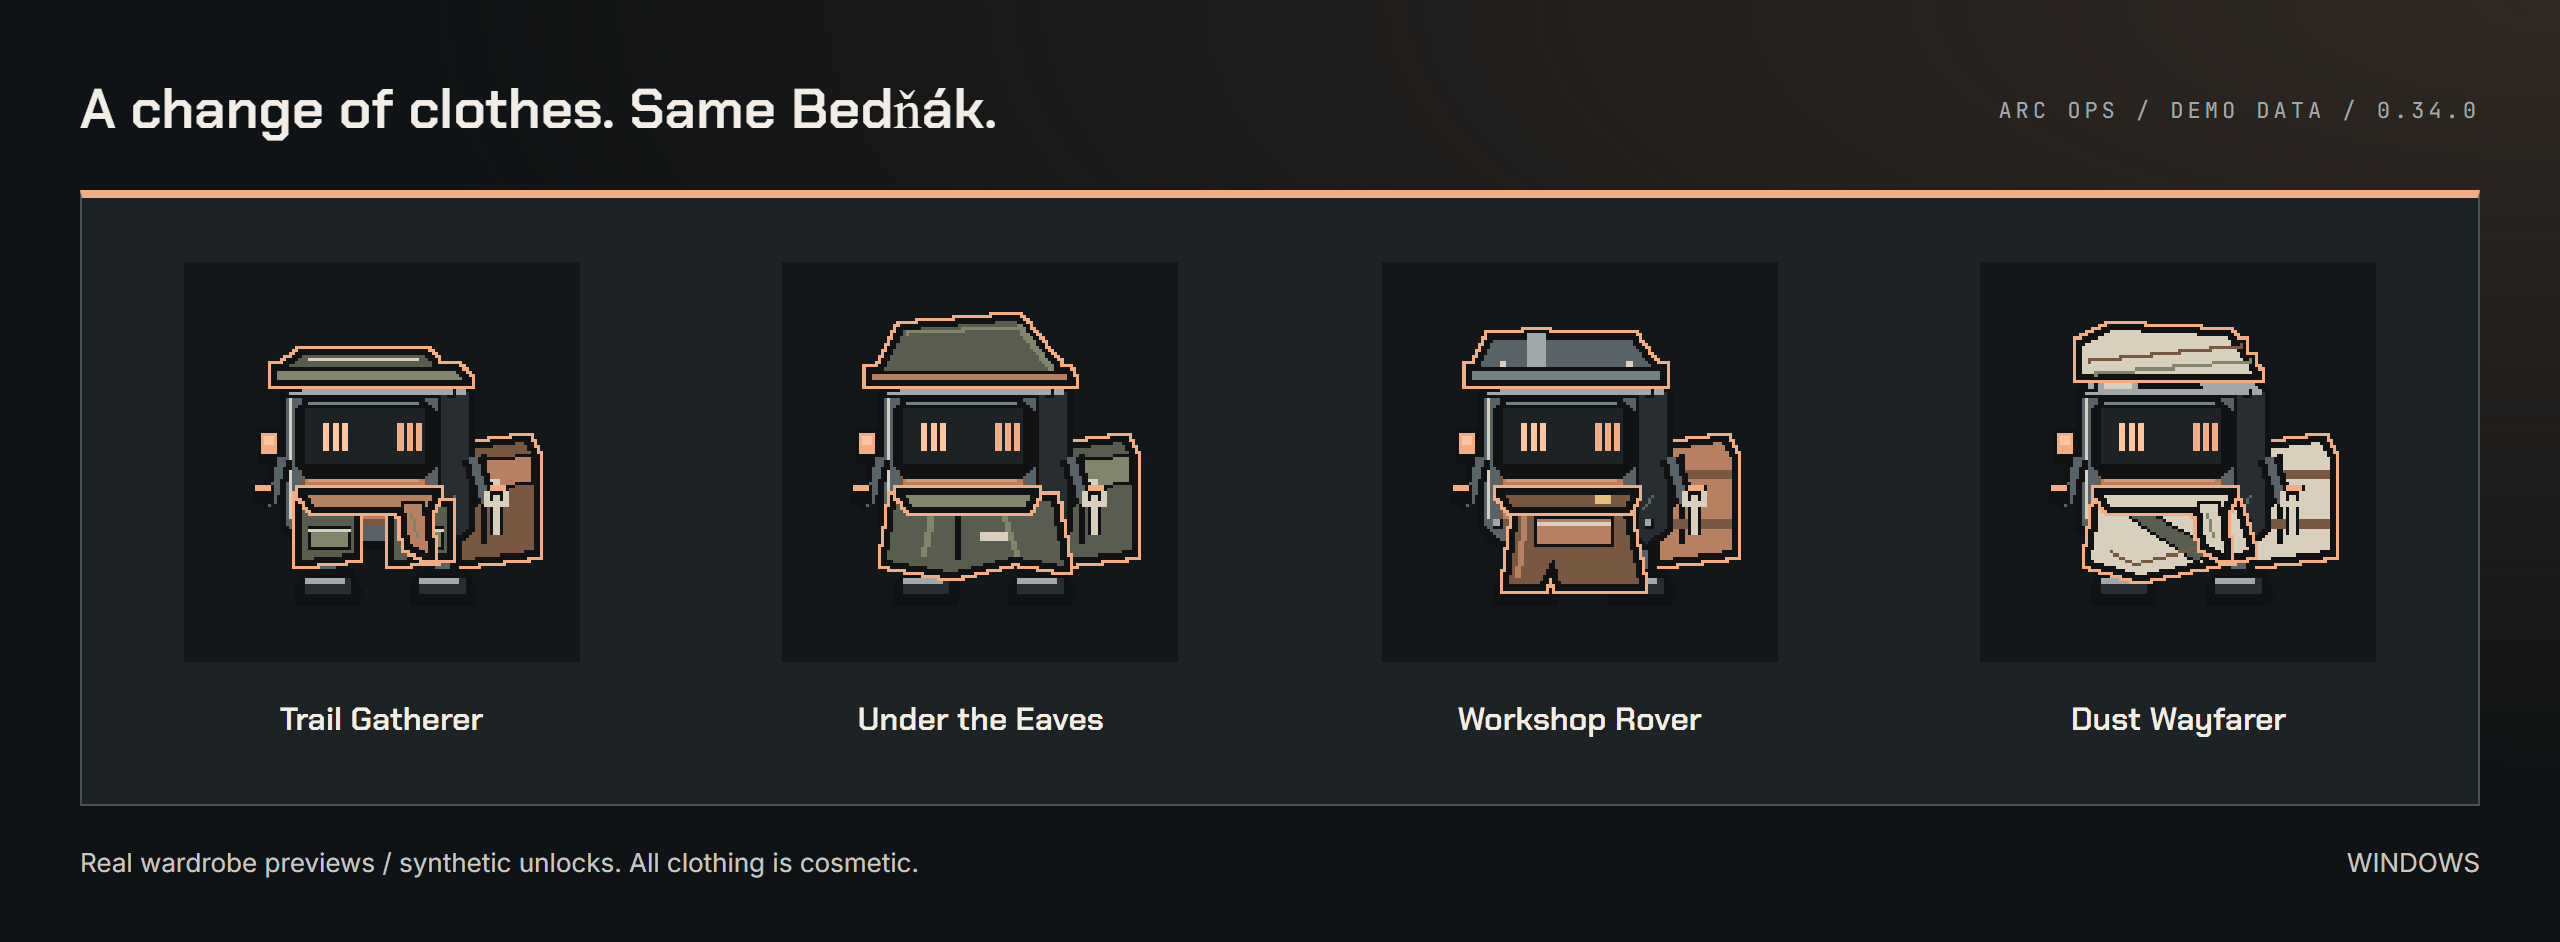 A change of clothes. Same Bedňák.
ARC OPS / DEMO DATA / 0.34.0
Trail Gatherer
Under the Eaves
Workshop Rover
Dust Wayfarer
Real wardrobe previews / synthetic unlocks. All clothing is cosmetic.
WINDOWS